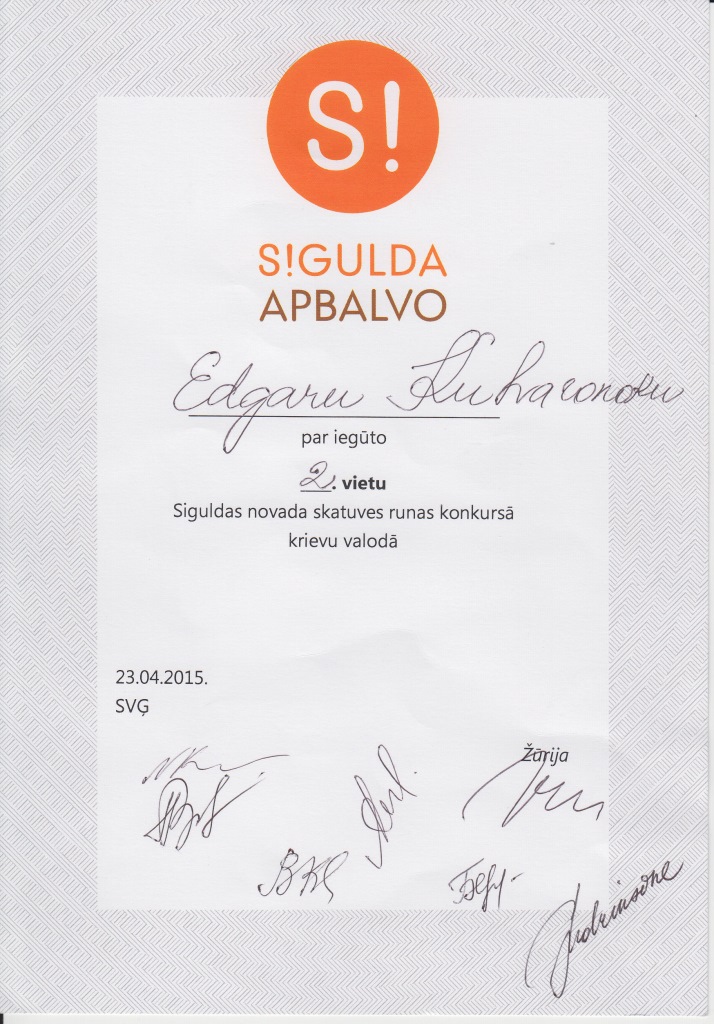 S!
S!GULDA
APBALVO
Edgaru
par iegūto
2. vietu
Siguldas novada skatuves runas konkursā
krievu valodā
23.04.2015.
SVĢ
Žūrija